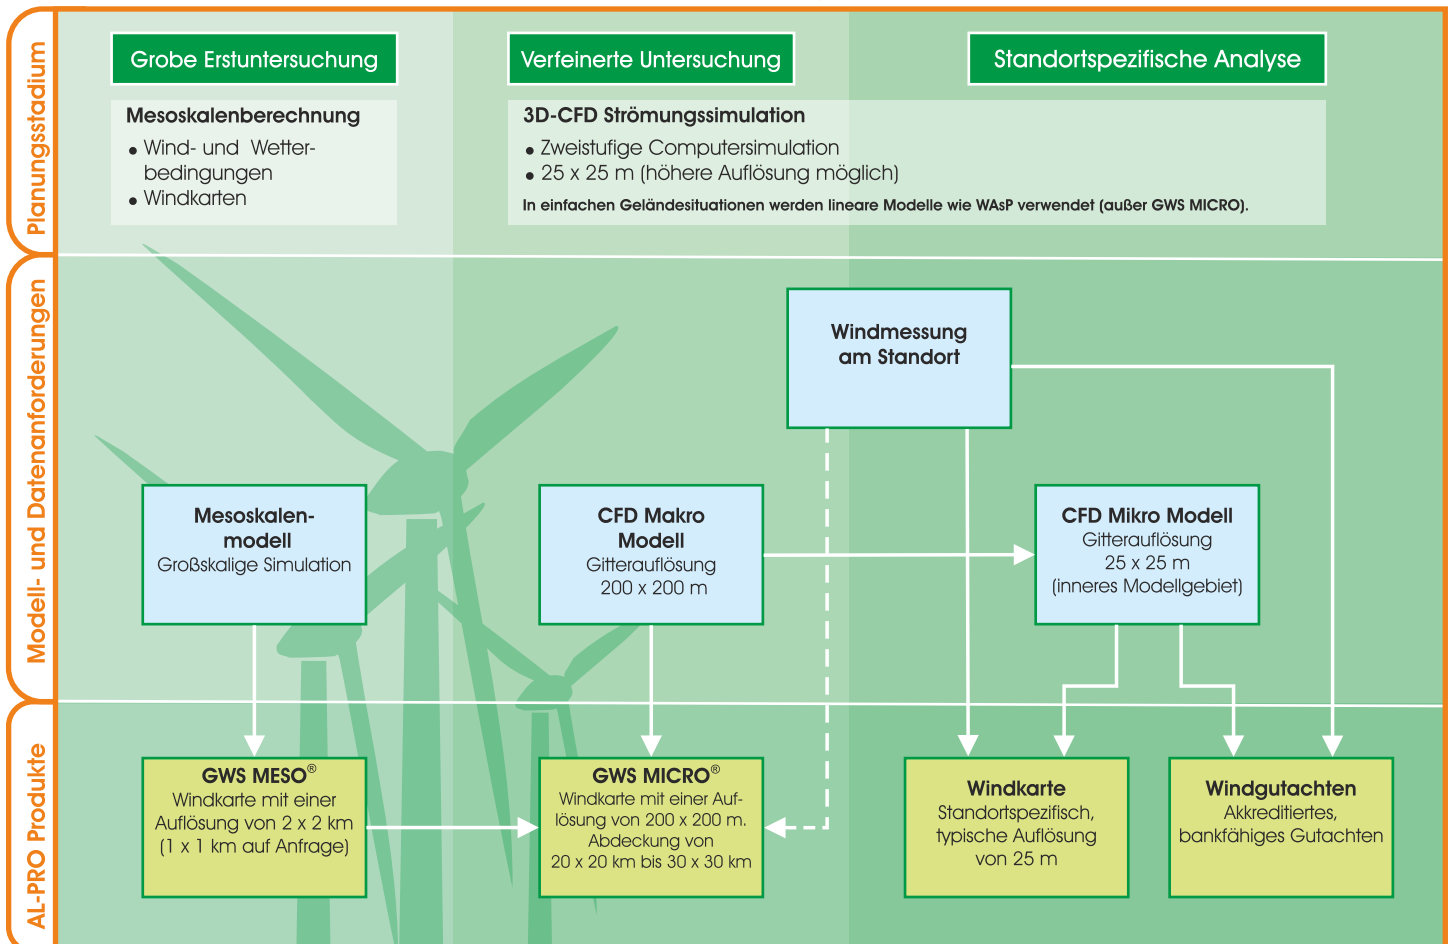 Planungsstadium
Grobe Erstuntersuchung
Verfeinerte Untersuchung
Standortspezifische Analyse
Mesoskalenberechnung
• Wind- und Wetter-
bedingungen
• Windkarten
3D-CFD Strömungssimulation
• Zweistufige Computersimulation
• 25 x 25 m (höhere Auflösung möglich)
In einfachen Geländesituationen werden lineare Modelle wie WAsP verwendet (außer GWS MICRO).
Modell- und Datenanforderungen
Windmessung
am Standort
Mesoskalen-
modell
Großskalige Simulation
CFD Makro
Modell
Gitterauflösung
200 x 200 m
CFD Mikro Modell
Gitterauflösung
25 x 25 m
(inneres Modellgebiet)
AL-PRO Produkte
GWS MESO®
Windkarte mit einer
Auflösung von 2 x 2 km
(1 x 1 km auf Anfrage)
GWS MICRO®
Windkarte mit einer Auf-
lösung von 200 x 200 m.
Abdeckung von
20 x 20 km bis 30 x 30 km
Windkarte
Standortspezifisch,
typische Auflösung
von 25 m
Windgutachten
Akkreditiertes,
bankfähiges Gutachten